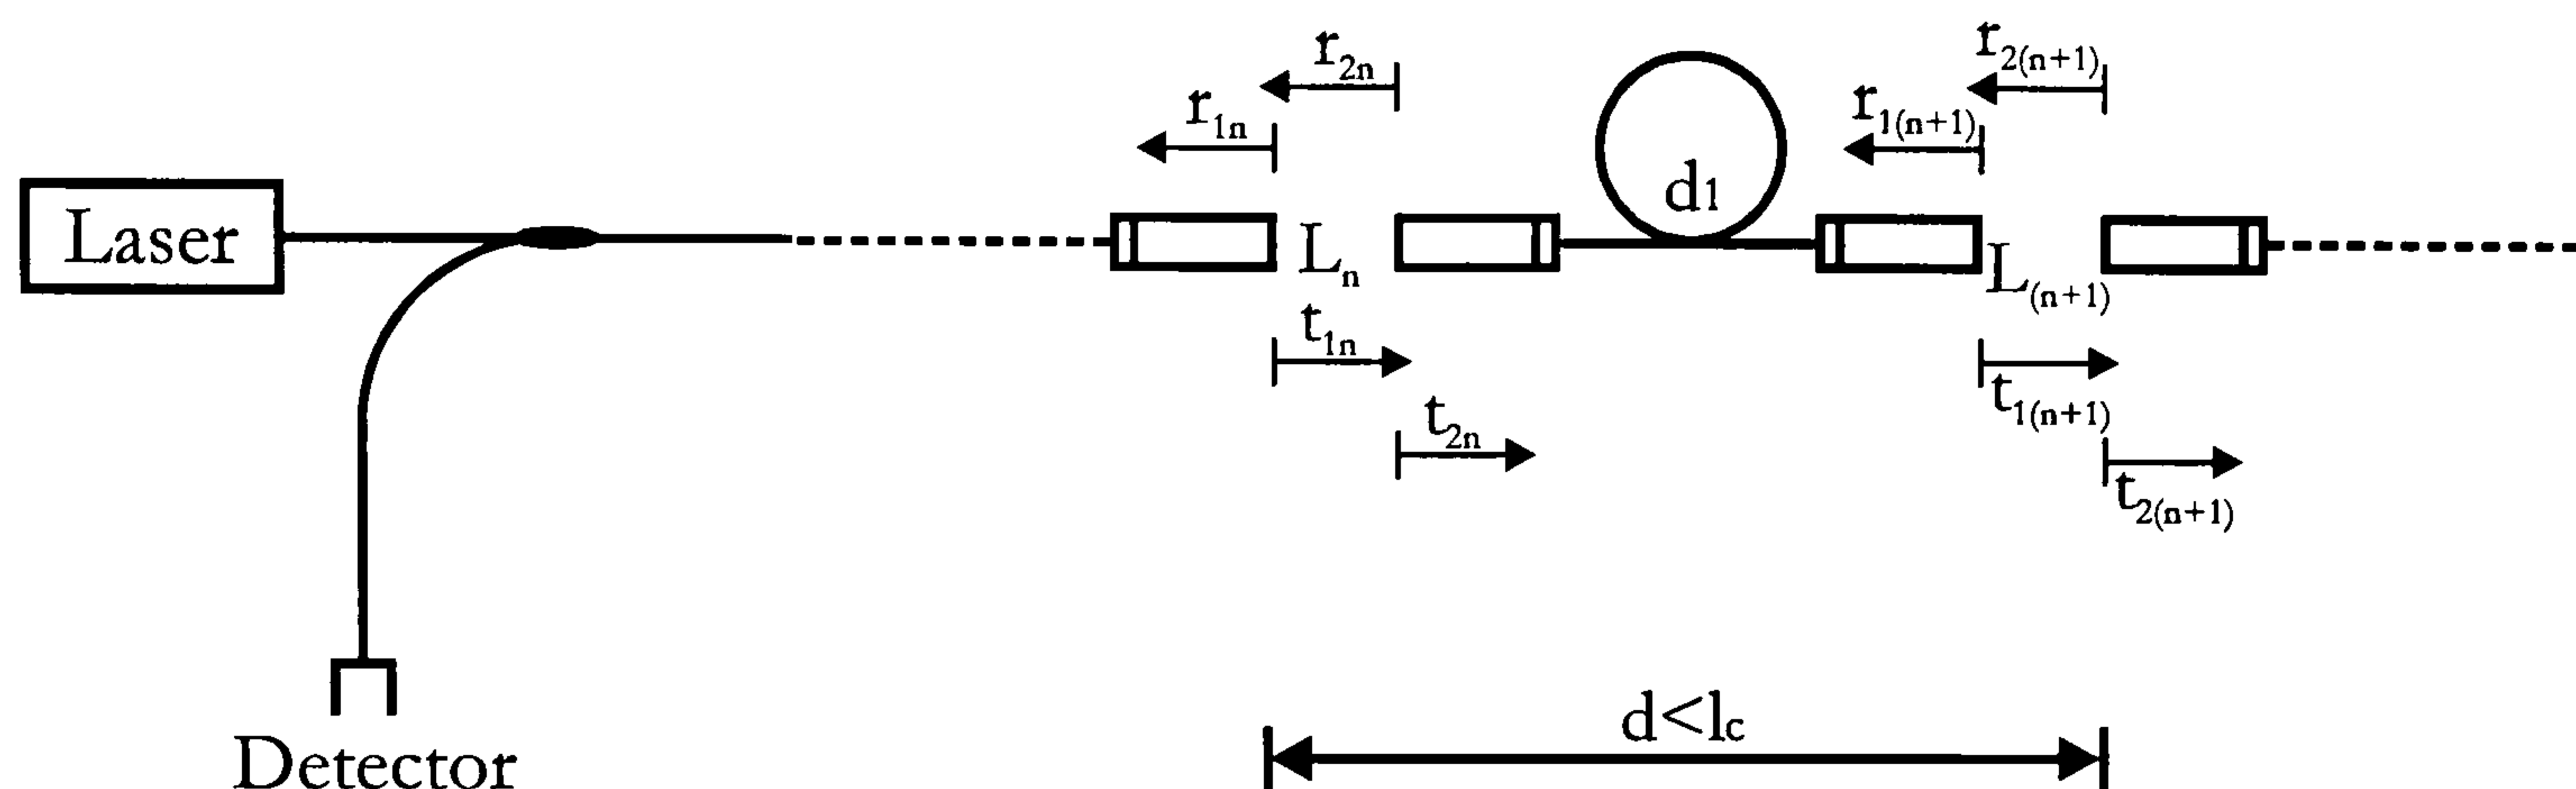 r₂ₙ
r₂₍ₙ₊₁₎
r₁ₙ
r₁₍ₙ₊₁₎
d1
Laser
Lₙ
L₍ₙ₊₁₎
t₁ₙ
t₁₍ₙ₊₁₎
t₂ₙ
t₂₍ₙ₊₁₎
d<lc
Detector